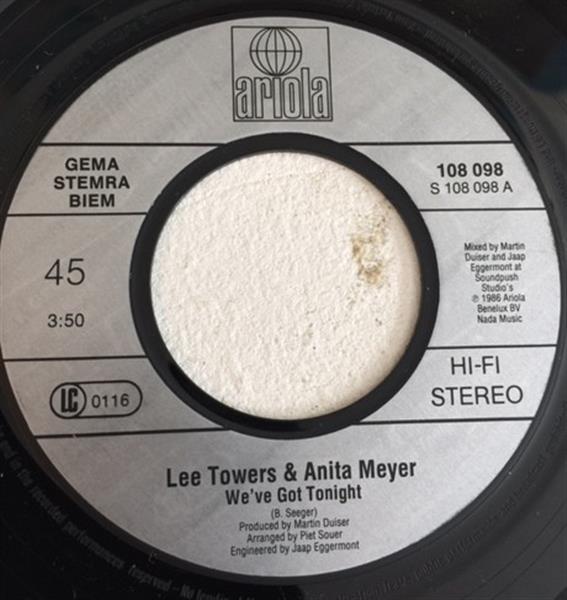 ariola
GEMA
STEMRA
BIEM
108 098
S 108 098 A
45
3:50
Mixed by Martin
Duiser and Jaap
Eggermont at
Soundpush
Studio's
℗ 1986 Ariola
Benelux BV
Nada Music
LC 0116
HI-FI
STEREO
Lee Towers & Anita Meyer
We've Got Tonight
(B. Seeger)
Produced by Martin Duiser
Arranged by Piet Souer
Engineered by Jaap Eggermont